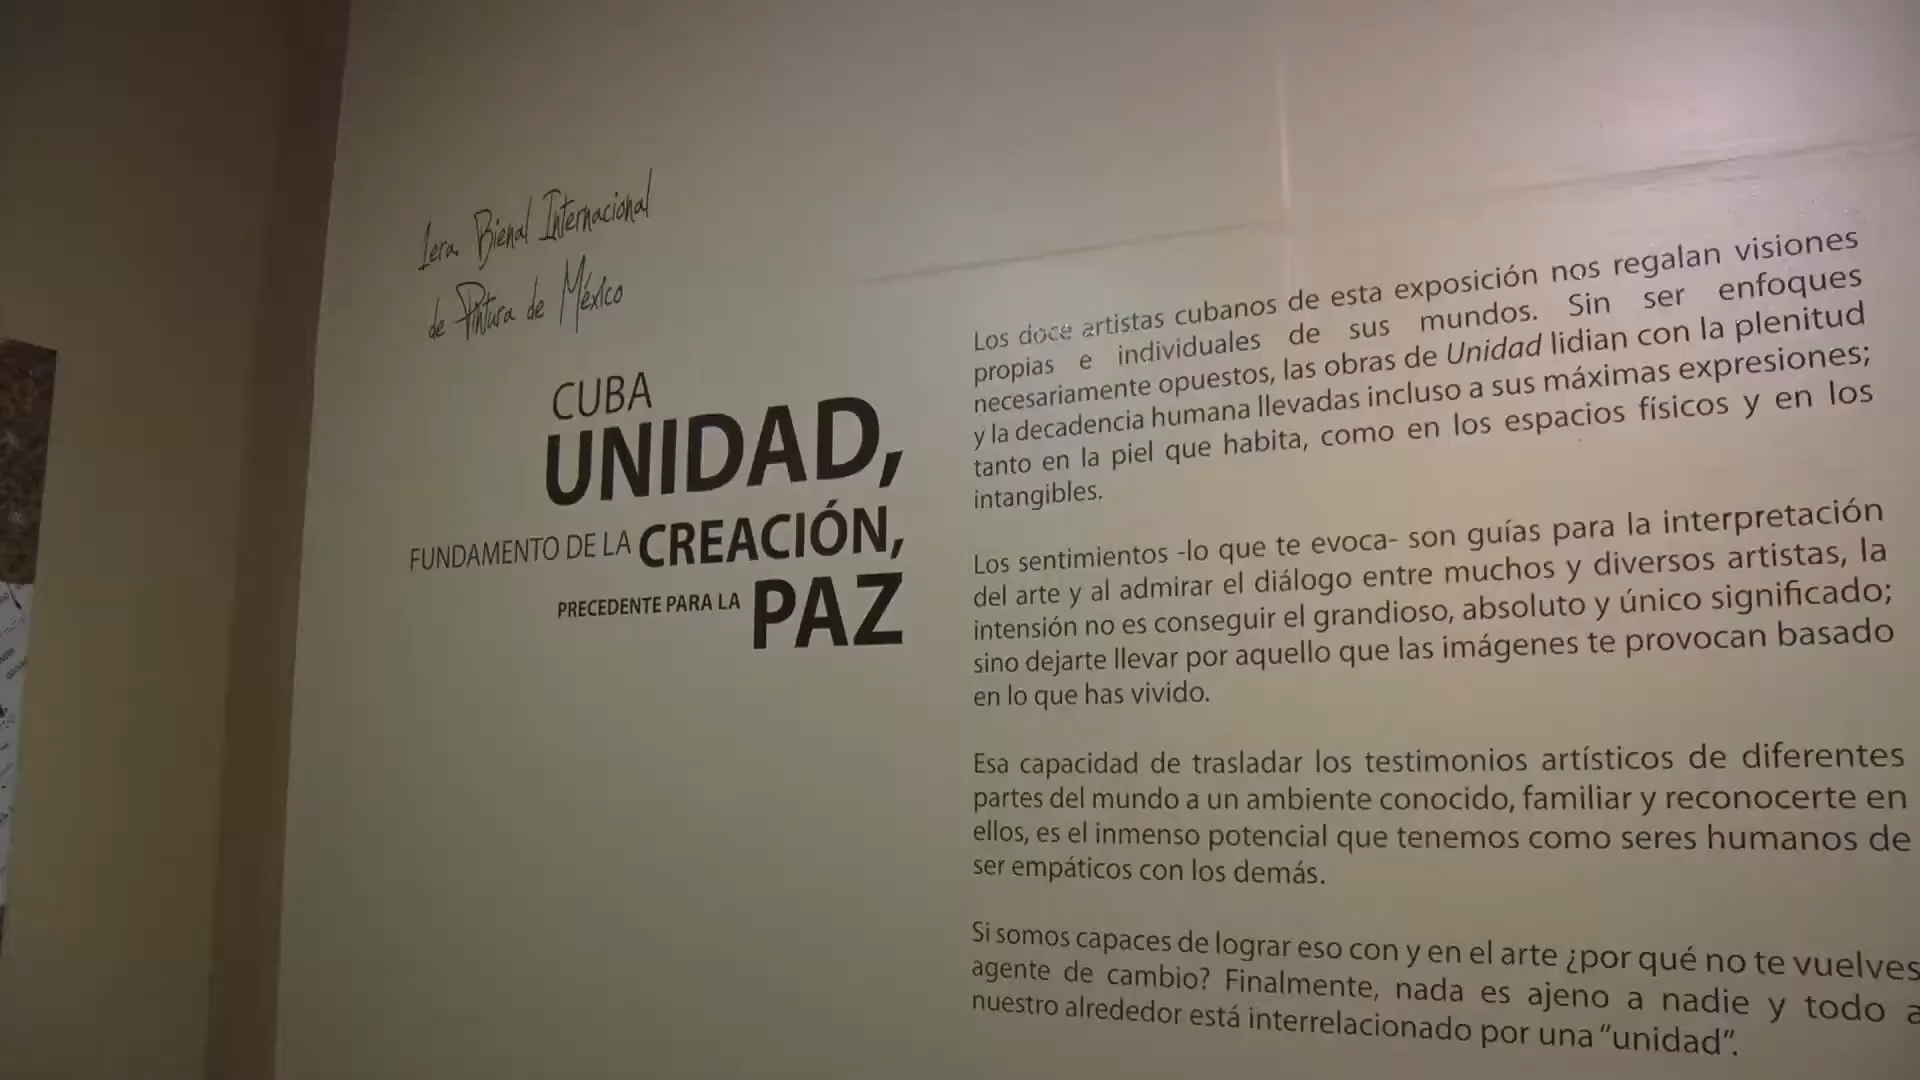 1era. Bienal Internacional
de Pintura de México
CUBA
UNIDAD,
FUNDAMENTO DE LA CREACIÓN,
PRECEDENTE PARA LA PAZ
Los doce artistas cubanos de esta exposición nos regalan visiones
propias e individuales de sus mundos. Sin ser enfoques
necesariamente opuestos, las obras de Unidad lidian con la plenitud
y la decadencia humana llevadas incluso a sus máximas expresiones;
tanto en la piel que habita, como en los espacios físicos y en los
intangibles.
Los sentimientos -lo que te evoca- son guías para la interpretación
del arte y al admirar el diálogo entre muchos y diversos artistas, la
intensión no es conseguir el grandioso, absoluto y único significado;
sino dejarte llevar por aquello que las imágenes te provocan basado
en lo que has vivido.
Esa capacidad de trasladar los testimonios artísticos de diferentes
partes del mundo a un ambiente conocido, familiar y reconocerte en
ellos, es el inmenso potencial que tenemos como seres humanos de
ser empáticos con los demás.
Si somos capaces de lograr eso con y en el arte ¿por qué no te vuelves
agente de cambio? Finalmente, nada es ajeno a nadie y todo a
nuestro alrededor está interrelacionado por una “unidad”.